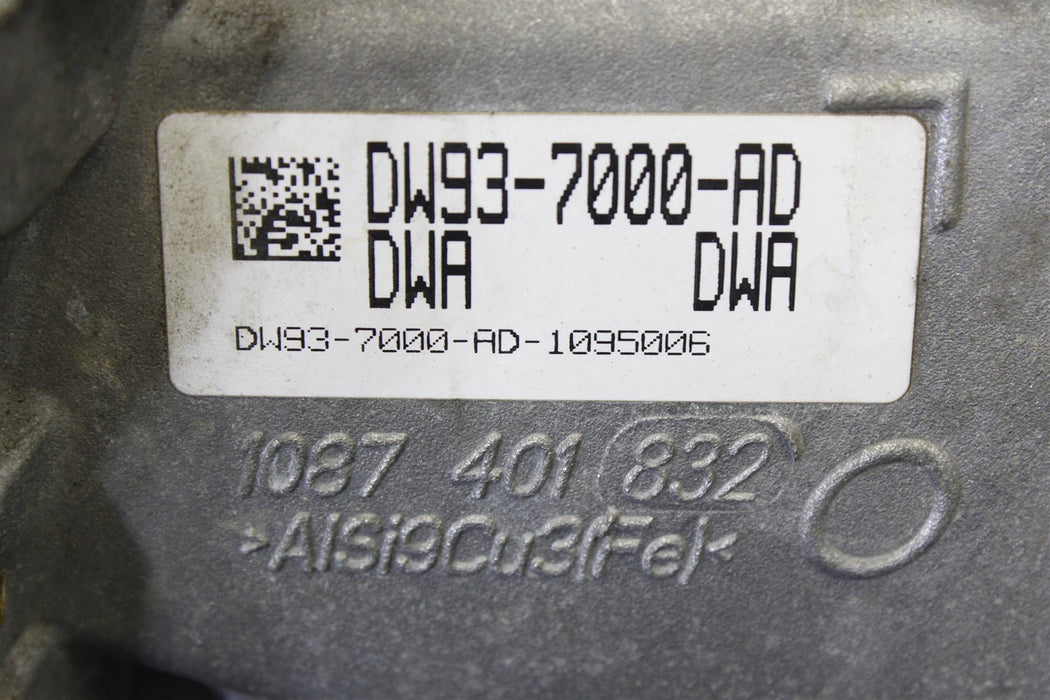 DW93-7000-AD
DWA DWA
DW93-7000-AD-1095006
1087 401 832
>AlSi9Cu3(Fe)<